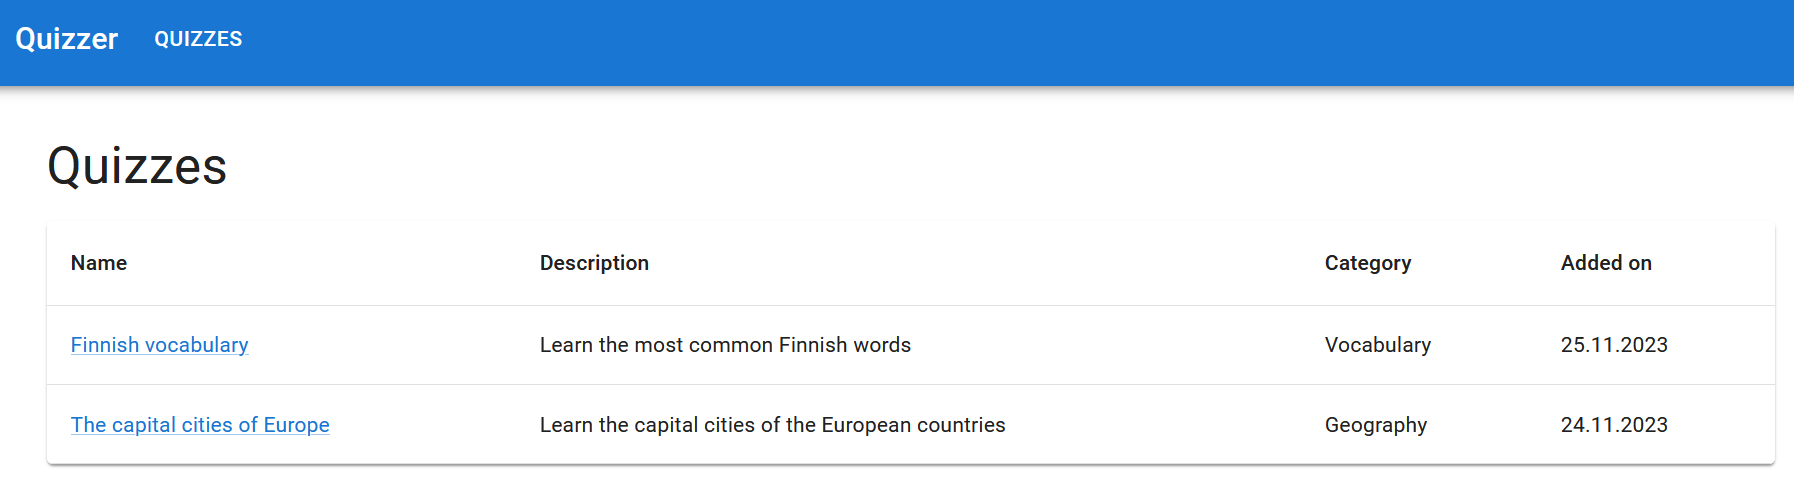 Quizzer QUIZZES
Quizzes
Name Description Category Added on
Finnish vocabulary Learn the most common Finnish words Vocabulary 25.11.2023
The capital cities of Europe Learn the capital cities of the European countries Geography 24.11.2023